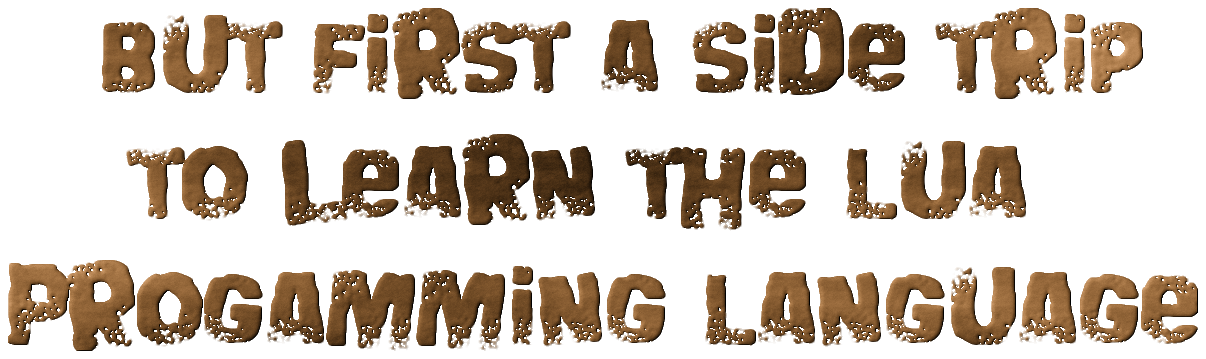 BUT FiRST A SiDe TRiP
TO LeARN THe LUA
PROGAMMiNG LANGUAGe